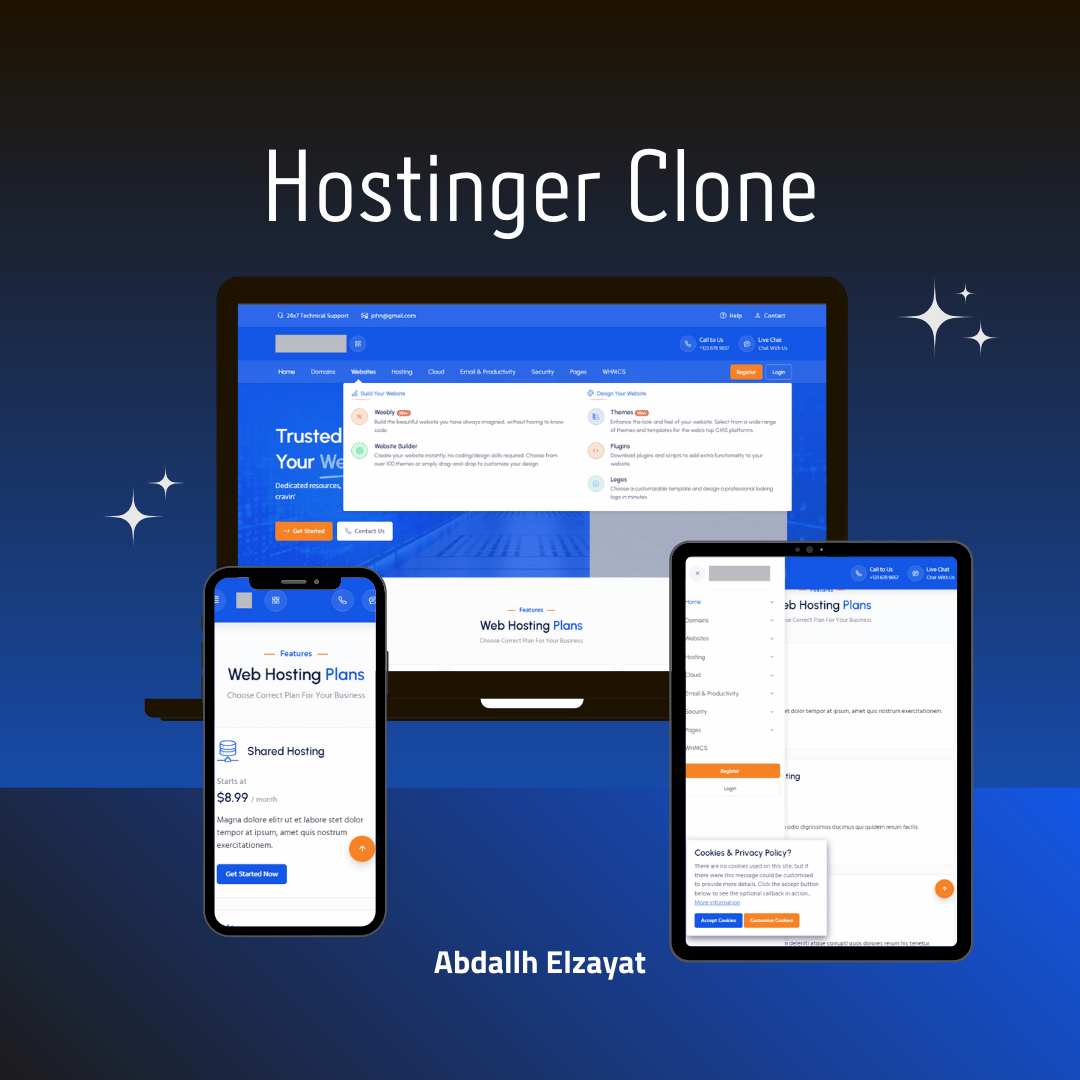 Hostinger Clone
24x7 Technical Support
john@gmail.com
Help
Contact
Call to Us
+123 678 9657
Live Chat
Chat With Us
Home
Domains
Websites
Hosting
Cloud
Email & Productivity
Security
Pages
WHMCS
Register
Login
Build Your Website
Weebly
Build the beautiful website you have always imagined, without having to know
code.
Website Builder
Create your website instantly, no coding/design skills required. Choose from
over 100 themes or simply drag-and-drop to customize your design.
Design Your Website
Themes
Enhance the look and feel of your website. Select from a wide range
of themes and templates for the web's top CMS platforms.
Plugins
Download plugins and scripts to add extra functionality to your
website.
Logos
Choose a customizable template and design a professional looking
logo in minutes.
Trusted
Your We
Dedicated resources,
cravin'
Get Started
Contact Us
Features
Web Hosting Plans
Choose Correct Plan For Your Business
Features
Web Hosting Plans
Choose Correct Plan For Your Business
Shared Hosting
Starts at
$8.99 / month
Magna dolore elitr ut et labore stet dolor
tempor at ipsum, amet quis nostrum
exercitationem.
Get Started Now
Home
Domains
Websites
Hosting
Cloud
Email & Productivity
Security
Pages
WHMCS
Register
Login
Call to Us
+123 678 9657
Live Chat
Chat With Us
Features
eb Hosting Plans
se Correct Plan For Your Business
et dolor tempor at ipsum, amet quis nostrum exercitationem.
ting
odio dignissimos ducimus qui quidem rerum facilis.
n deleniti atque corrupti quos dolores rerum hic tenetur.
Cookies & Privacy Policy?
There are no cookies used on this site, but if
there were this message could be customised
to provide more details. Click the accept button
below to see the optional callback in action...
More information
Accept Cookies
Customise Cookies
Abdallh Elzayat